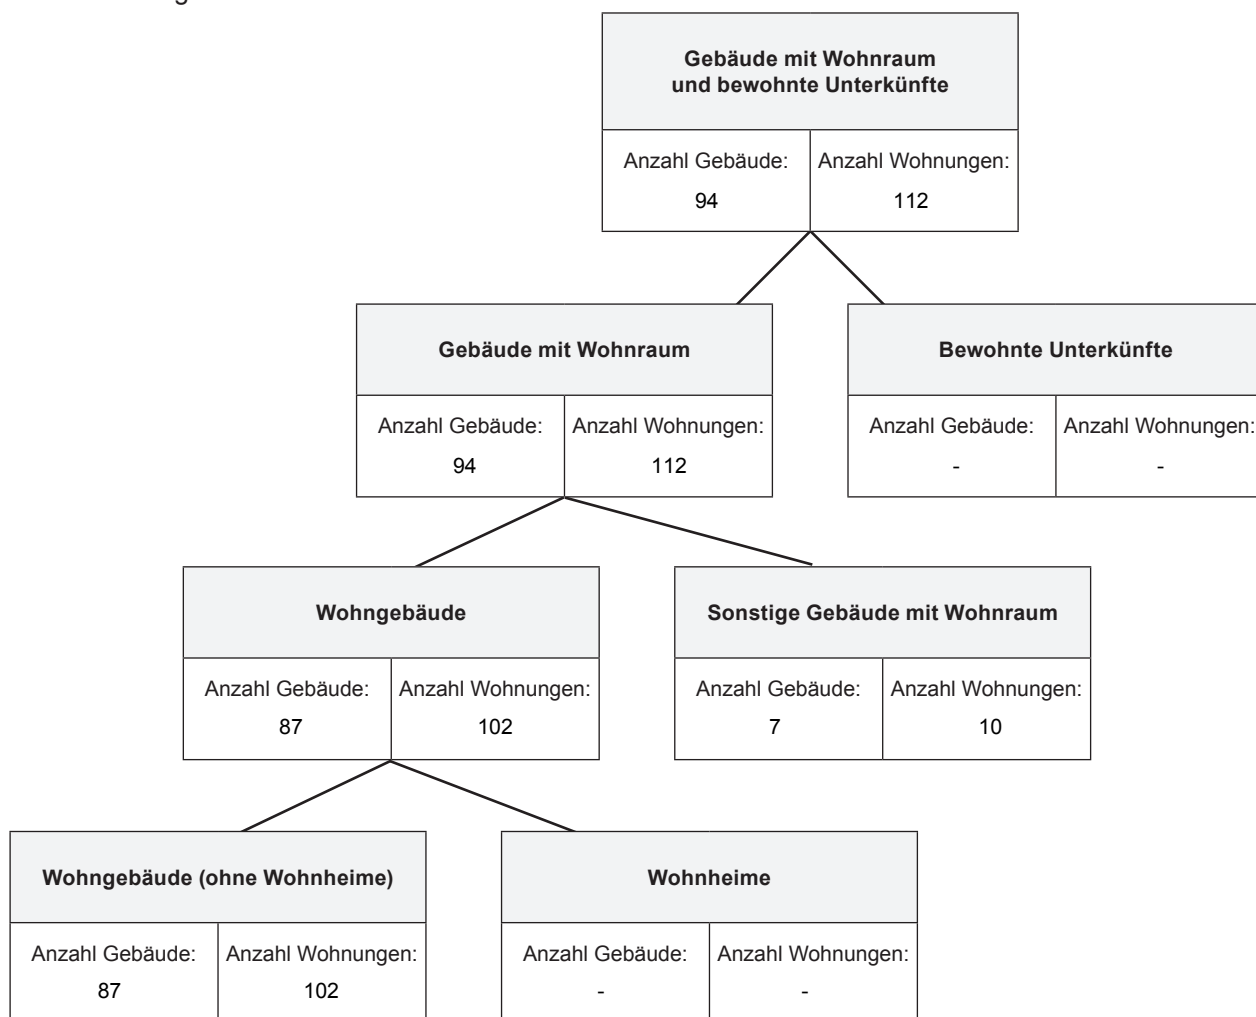 Gebäude mit Wohnraum
und bewohnte Unterkünfte
Anzahl Gebäude: Anzahl Wohnungen:
94 112
Gebäude mit Wohnraum
Bewohnte Unterkünfte
Anzahl Gebäude: Anzahl Wohnungen:
94 112
Anzahl Gebäude: Anzahl Wohnungen:
- -
Wohngebäude
Sonstige Gebäude mit Wohnraum
Anzahl Gebäude: Anzahl Wohnungen:
87 102
Anzahl Gebäude: Anzahl Wohnungen:
7 10
Wohngebäude (ohne Wohnheime)
Wohnheime
Anzahl Gebäude: Anzahl Wohnungen:
87 102
Anzahl Gebäude: Anzahl Wohnungen:
- -